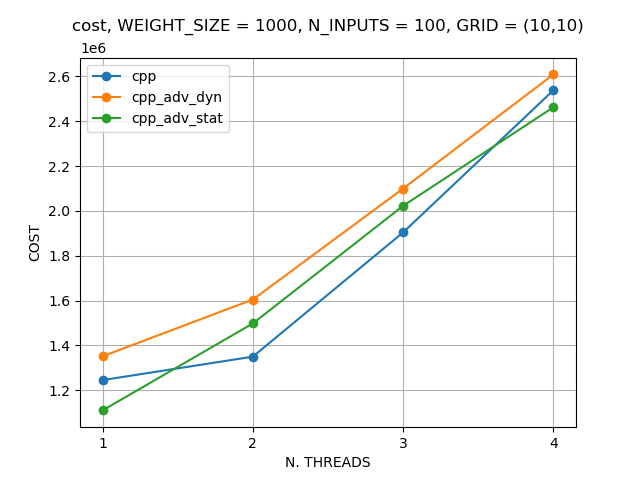 cost, WEIGHT_SIZE = 1000, N_INPUTS = 100, GRID = (10,10)
1e6
cpp
cpp_adv_dyn
cpp_adv_stat
2.6
2.4
2.2
2.0
1.8
1.6
1.4
1.2
COST
1 2 3 4
N. THREADS